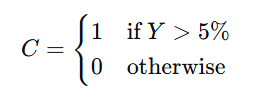 C = { 1 if Y > 5%
0 otherwise